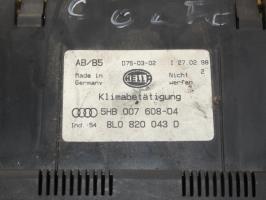 AB/B5 D75-03-02 I 27.02 98
Made in Germany HELLA Nicht werfen 2
Klimabetätigung
5HB 007 608-04
Ind. 54 8L0 820 043 D